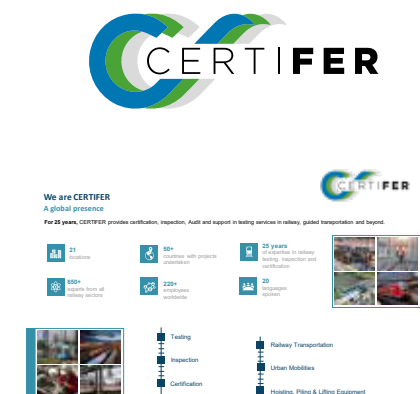 CERTIFER
CERTIFER
We are CERTIFER
A global presence
For 25 years, CERTIFER provides certification, inspection, Audit and support in testing services in railway, guided transportation and beyond.
21
locations
50+
countries with projects
undertaken
25 years
of expertise in railway
testing, inspection and
certification
650+
experts from all
railway sectors
220+
employees
worldwide
20
languages
spoken
Testing
Inspection
Certification
Railway Transportation
Urban Mobilities
Hoisting, Piling & Lifting Equipment